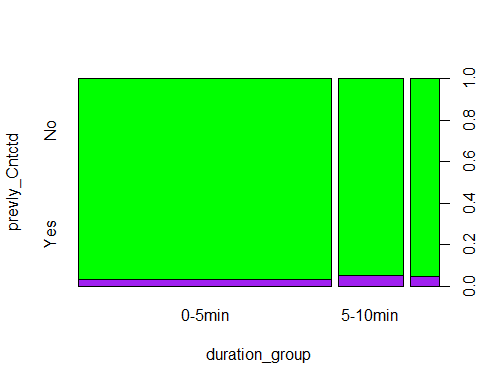 prevly_Cntctd
No
Yes
1.0
0.8
0.6
0.4
0.2
0.0
0-5min
5-10min
duration_group